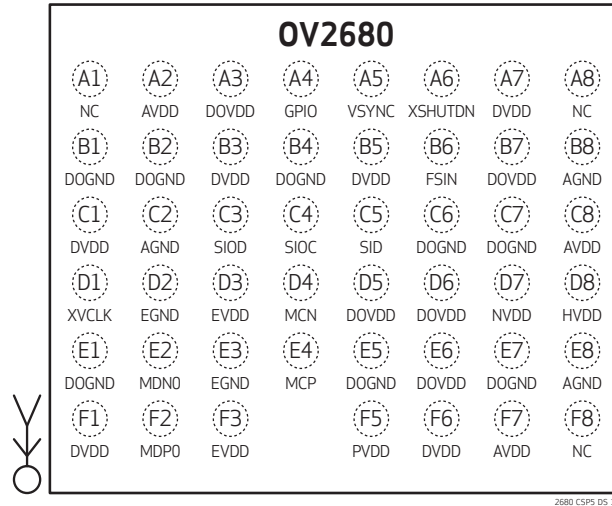 OV2680
A1 A2 A3 A4 A5 A6 A7 A8
NC AVDD DOVDD GPIO VSYNC XSHUTDN DVDD NC
B1 B2 B3 B4 B5 B6 B7 B8
DOGND DOGND DVDD DOGND DVDD FSIN DOVDD AGND
C1 C2 C3 C4 C5 C6 C7 C8
DVDD AGND SIOD SIOC SID DOGND DOGND AVDD
D1 D2 D3 D4 D5 D6 D7 D8
XVCLK EGND EVDD MCN DOVDD DOVDD NVDD HVDD
E1 E2 E3 E4 E5 E6 E7 E8
DOGND MDN0 EGND MCP DOGND DOVDD DOGND AGND
F1 F2 F3 F5 F6 F7 F8
DVDD MDP0 EVDD PVDD DVDD AVDD NC
2680 CSP5 DS